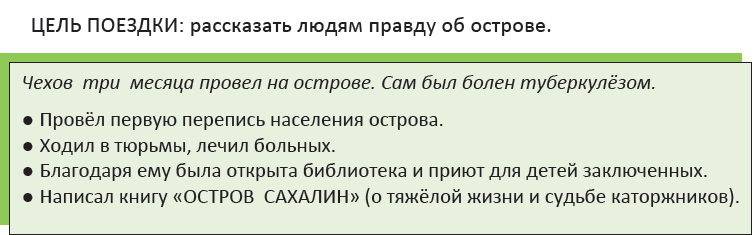 ЦЕЛЬ ПОЕЗДКИ: рассказать людям правду об острове.
Чехов три месяца провел на острове. Сам был болен туберкулёзом.
● Провёл первую перепись населения острова.
● Ходил в тюрьмы, лечил больных.
● Благодаря ему была открыта библиотека и приют для детей заключенных.
● Написал книгу «ОСТРОВ САХАЛИН» (о тяжёлой жизни и судьбе каторжников).